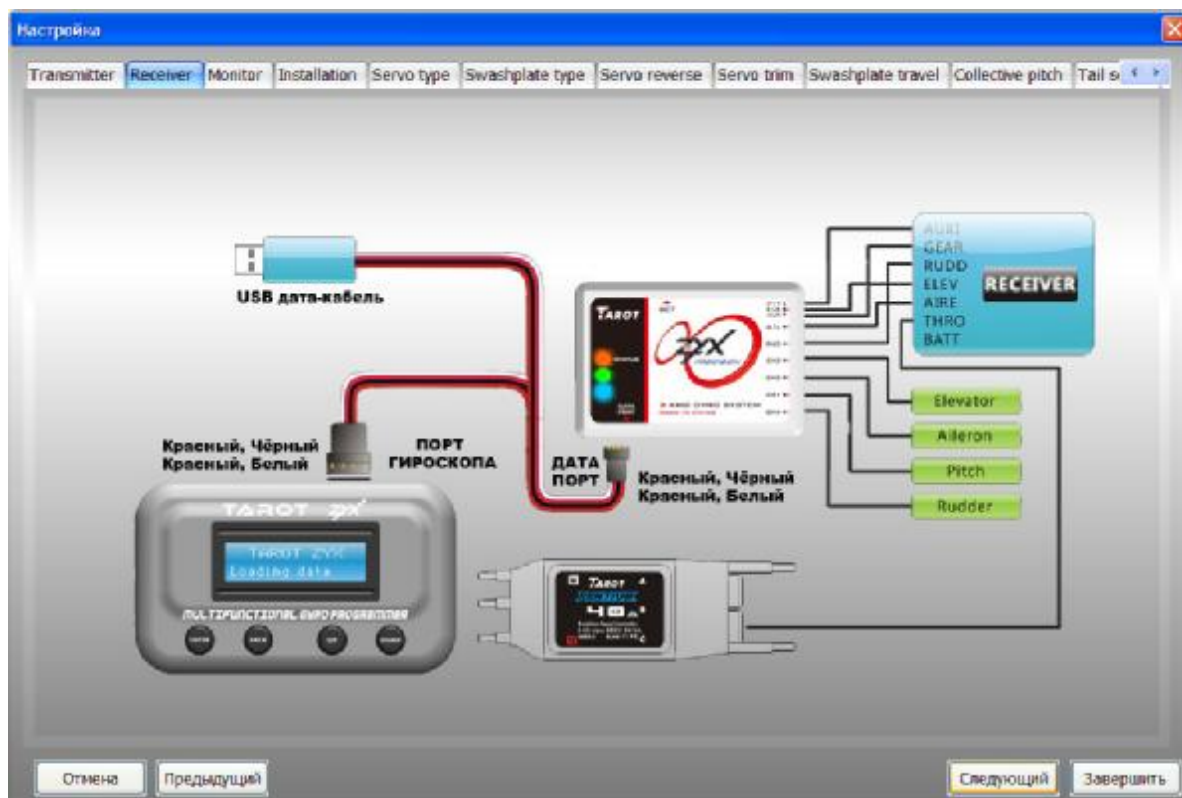 Настройка
Transmitter Receiver Monitor Installation Servo type Swashplate type Servo reverse Servo trim Swashplate travel Collective pitch Tail s
USB дата-кабель
AUXI
GEAR
RUDD
ELEV
AIRE
THRO
BATT
RECEIVER
TAROT
ZYX
Elevator
Aileron
Pitch
Rudder
Красный, Чёрный
Красный, Белый
ПОРТ
ГИРОСКОПА
ДАТА
ПОРТ
Красный, Чёрный
Красный, Белый
TAROT ZYX
TAROT ZYX
Loading data
MULTIFUNCTIONAL GYRO PROGRAMMER
TAROT
Отмена
Предыдущий
Следующий
Завершить